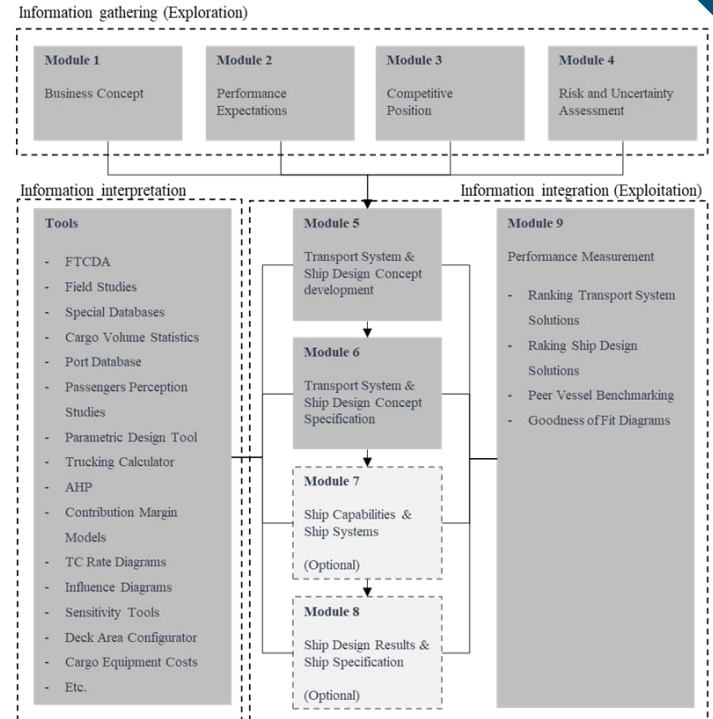 Information gathering (Exploration)
Module 1
Business Concept
Module 2
Performance
Expectations
Module 3
Competitive
Position
Module 4
Risk and Uncertainty
Assessment
Information interpretation
Information integration (Exploitation)
Tools
- FTCDA
- Field Studies
- Special Databases
- Cargo Volume Statistics
- Port Database
- Passengers Perception
Studies
- Parametric Design Tool
- Trucking Calculator
- AHP
- Contribution Margin
Models
- TC Rate Diagrams
- Influence Diagrams
- Sensitivity Tools
- Deck Area Configurator
- Cargo Equipment Costs
- Etc.
Module 5
Transport System &
Ship Design Concept
development
Module 6
Transport System &
Ship Design Concept
Specification
Module 7
Ship Capabilities &
Ship Systems
(Optional)
Module 8
Ship Design Results &
Ship Specification
(Optional)
Module 9
Performance Measurement
- Ranking Transport System
Solutions
- Raking Ship Design
Solutions
- Peer Vessel Benchmarking
- Goodness of Fit Diagrams